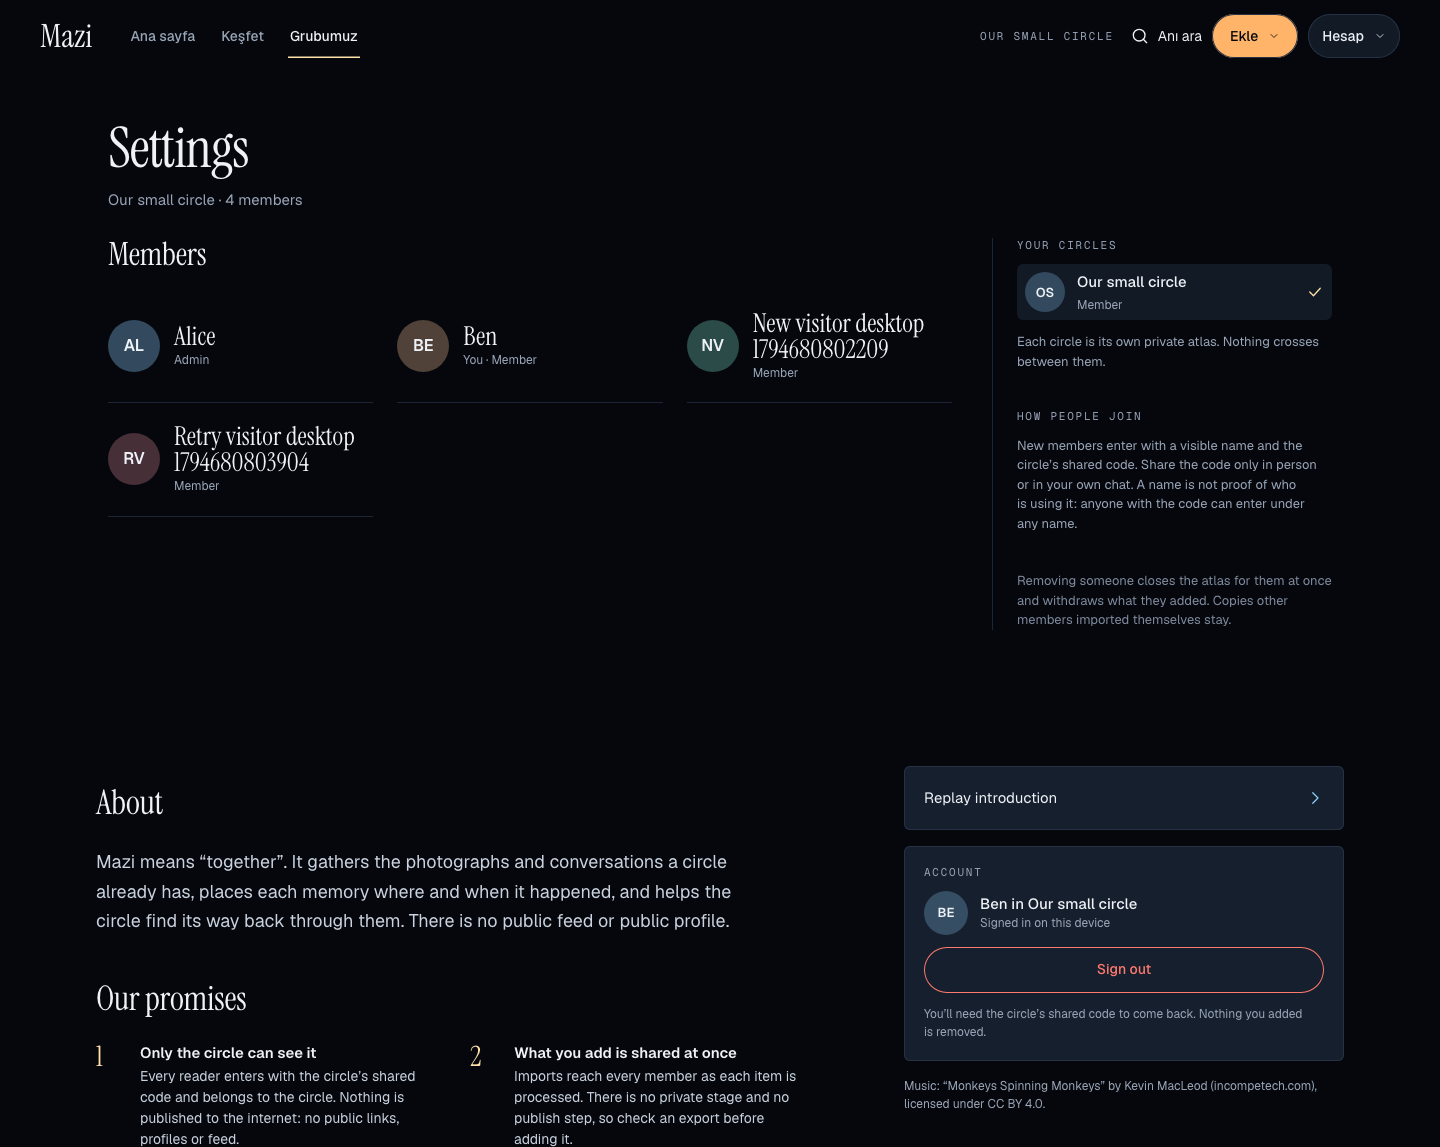 Mazi
Ana sayfa
Keşfet
Grubumuz
OUR SMALL CIRCLE
Anı ara
Ekle
Hesap
Settings
Our small circle · 4 members
Members
AL
Alice
Admin
BE
Ben
You · Member
NV
New visitor desktop
1794680802209
Member
RV
Retry visitor desktop
1794680803904
Member
YOUR CIRCLES
OS
Our small circle
Member
Each circle is its own private atlas. Nothing crosses
between them.
HOW PEOPLE JOIN
New members enter with a visible name and the
circle’s shared code. Share the code only in person
or in your own chat. A name is not proof of who
is using it: anyone with the code can enter under
any name.
Removing someone closes the atlas for them at once
and withdraws what they added. Copies other
members imported themselves stay.
About
Mazi means “together”. It gathers the photographs and conversations a circle
already has, places each memory where and when it happened, and helps the
circle find its way back through them. There is no public feed or public profile.
Our promises
1
Only the circle can see it
Every reader enters with the circle’s shared
code and belongs to the circle. Nothing is
published to the internet: no public links,
profiles or feed.
2
What you add is shared at once
Imports reach every member as each item is
processed. There is no private stage and no
publish step, so check an export before
adding it.
Replay introduction
ACCOUNT
BE
Ben in Our small circle
Signed in on this device
Sign out
You’ll need the circle’s shared code to come back. Nothing you added
is removed.
Music: “Monkeys Spinning Monkeys” by Kevin MacLeod (incompetech.com),
licensed under CC BY 4.0.